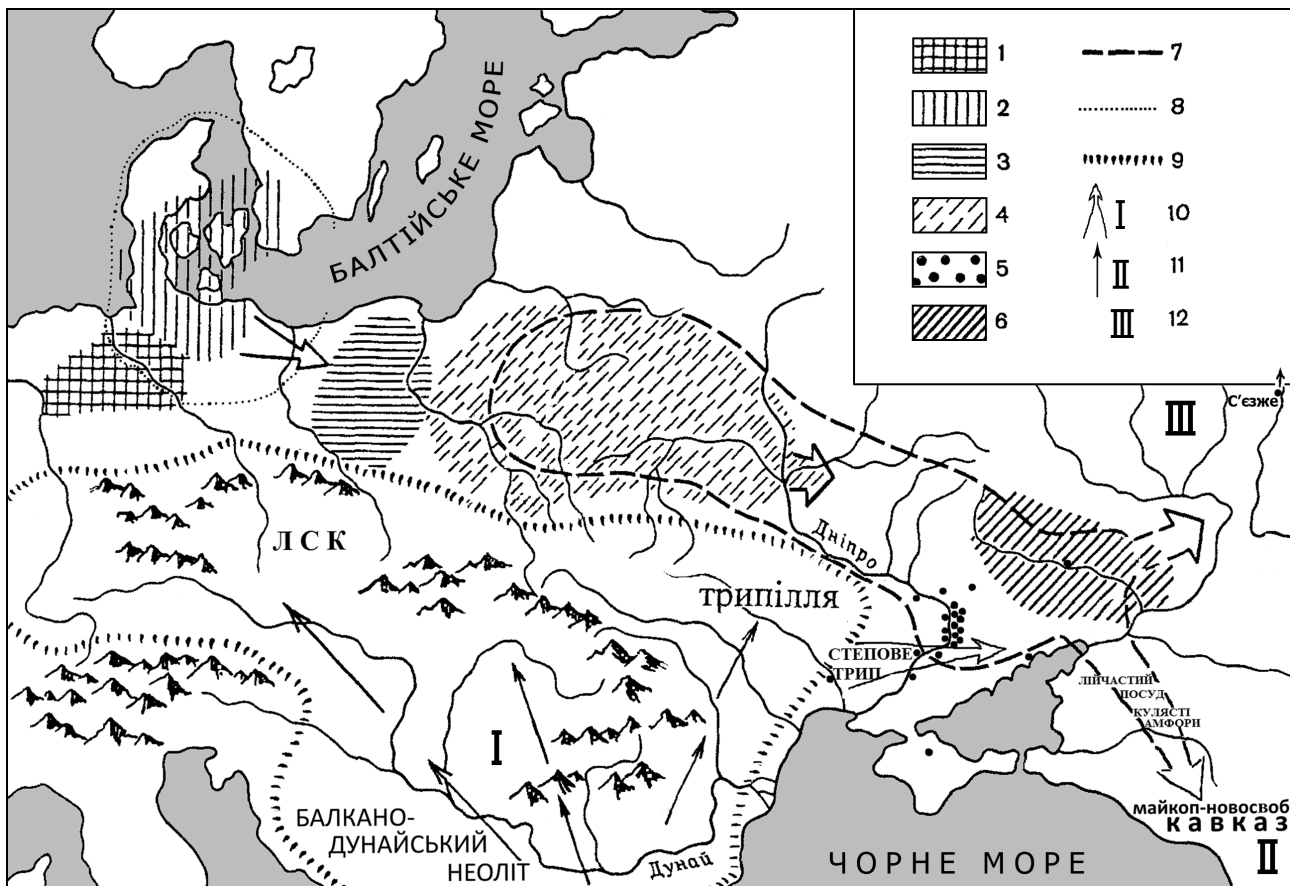 1
2
3
4
5
6
7
8
9
I 10
II 11
III 12
БАЛТІЙСЬКЕ МОРЕ
С'єзже
III
ЛСК
Дніпро
трипілля
СТЕПОВЕ
ТРИП
ЛІЙЧАСТИЙ
ПОСУД
КУЛЯСТІ
АМФОРИ
I
БАЛКАНО-
ДУНАЙСЬКИЙ
НЕОЛІТ
Дунай
майкоп-новосвоб
кавказ
ЧОРНЕ МОРЕ
II